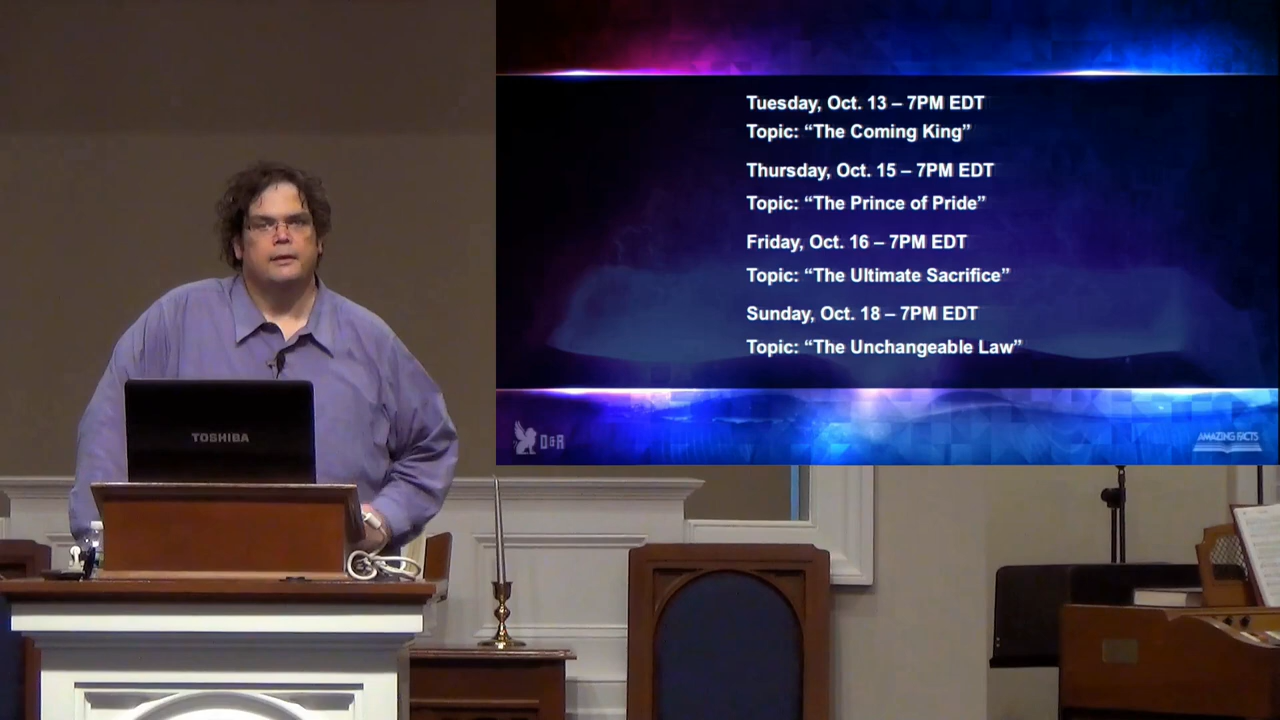 Tuesday, Oct. 13 – 7PM EDT
Topic: “The Coming King”
Thursday, Oct. 15 – 7PM EDT
Topic: “The Prince of Pride”
Friday, Oct. 16 – 7PM EDT
Topic: “The Ultimate Sacrifice”
Sunday, Oct. 18 – 7PM EDT
Topic: “The Unchangeable Law”
D&R
AMAZING FACTS
TOSHIBA